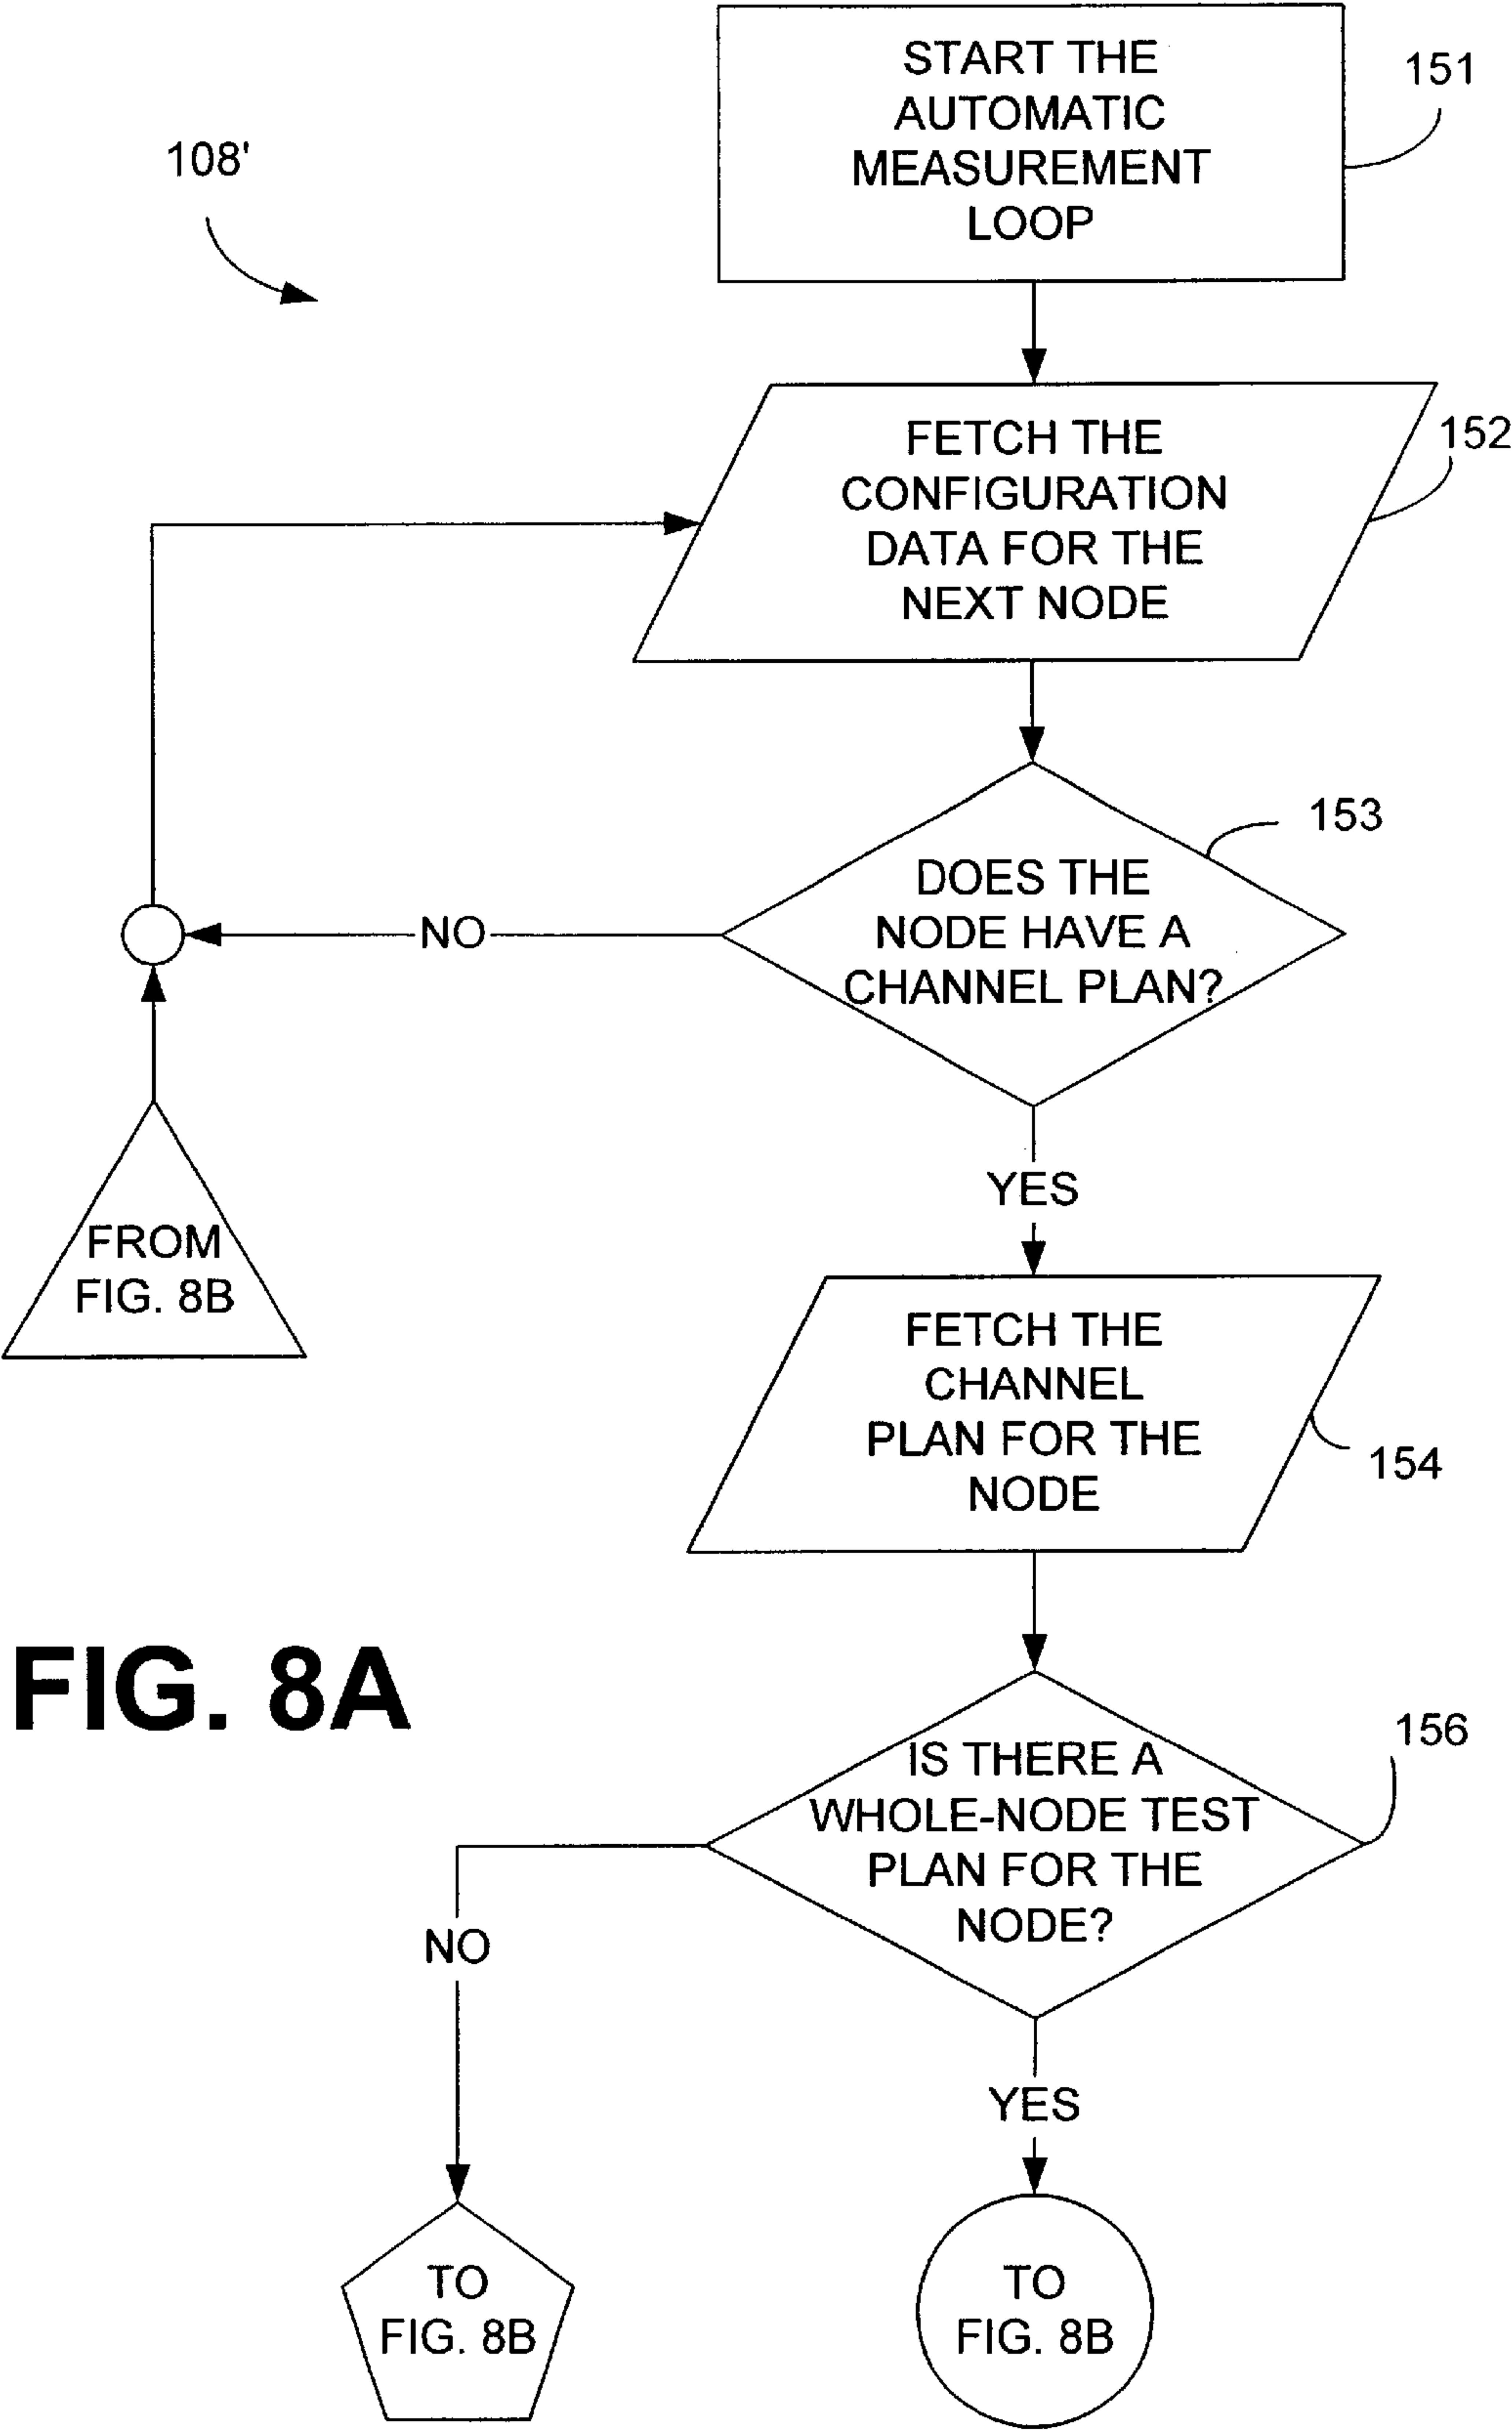 START THE
AUTOMATIC
MEASUREMENT
LOOP
151
108'
FETCH THE
CONFIGURATION
DATA FOR THE
NEXT NODE
152
153
DOES THE
NODE HAVE A
CHANNEL PLAN?
NO
YES
FROM
FIG. 8B
FETCH THE
CHANNEL
PLAN FOR THE
NODE
154
FIG. 8A
156
IS THERE A
WHOLE-NODE TEST
PLAN FOR THE
NODE?
NO
YES
TO
FIG. 8B
TO
FIG. 8B